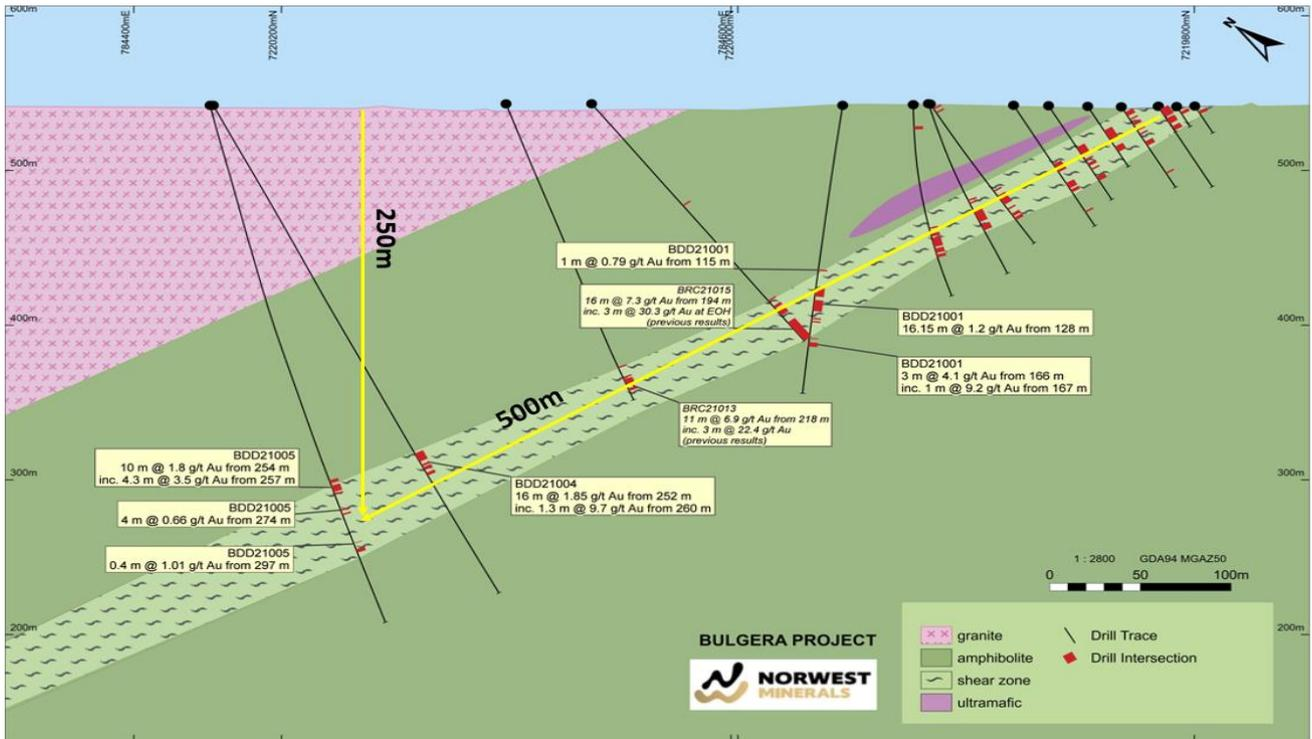 600m
784400mE
7220200mN
784600mE
7220000mN
7219800mN
600m
N
500m
500m
250m
BDD21001
1 m @ 0.79 g/t Au from 115 m
BRC21015
16 m @ 7.3 g/t Au from 194 m
inc. 3 m @ 30.3 g/t Au at EOH
(previous results)
400m
400m
BDD21001
16.15 m @ 1.2 g/t Au from 128 m
BDD21001
3 m @ 4.1 g/t Au from 166 m
inc. 1 m @ 9.2 g/t Au from 167 m
500m
BRC21013
11 m @ 6.9 g/t Au from 218 m
inc. 3 m @ 22.4 g/t Au
(previous results)
300m
300m
BDD21005
10 m @ 1.8 g/t Au from 254 m
inc. 4.3 m @ 3.5 g/t Au from 257 m
BDD21004
16 m @ 1.85 g/t Au from 252 m
inc. 1.3 m @ 9.7 g/t Au from 260 m
BDD21005
4 m @ 0.66 g/t Au from 274 m
BDD21005
0.4 m @ 1.01 g/t Au from 297 m
1 : 2800 GDA94 MGAZ50
0 50 100m
200m
200m
BULGERA PROJECT
NORWEST
MINERALS
granite
amphibolite
shear zone
ultramafic
Drill Trace
Drill Intersection